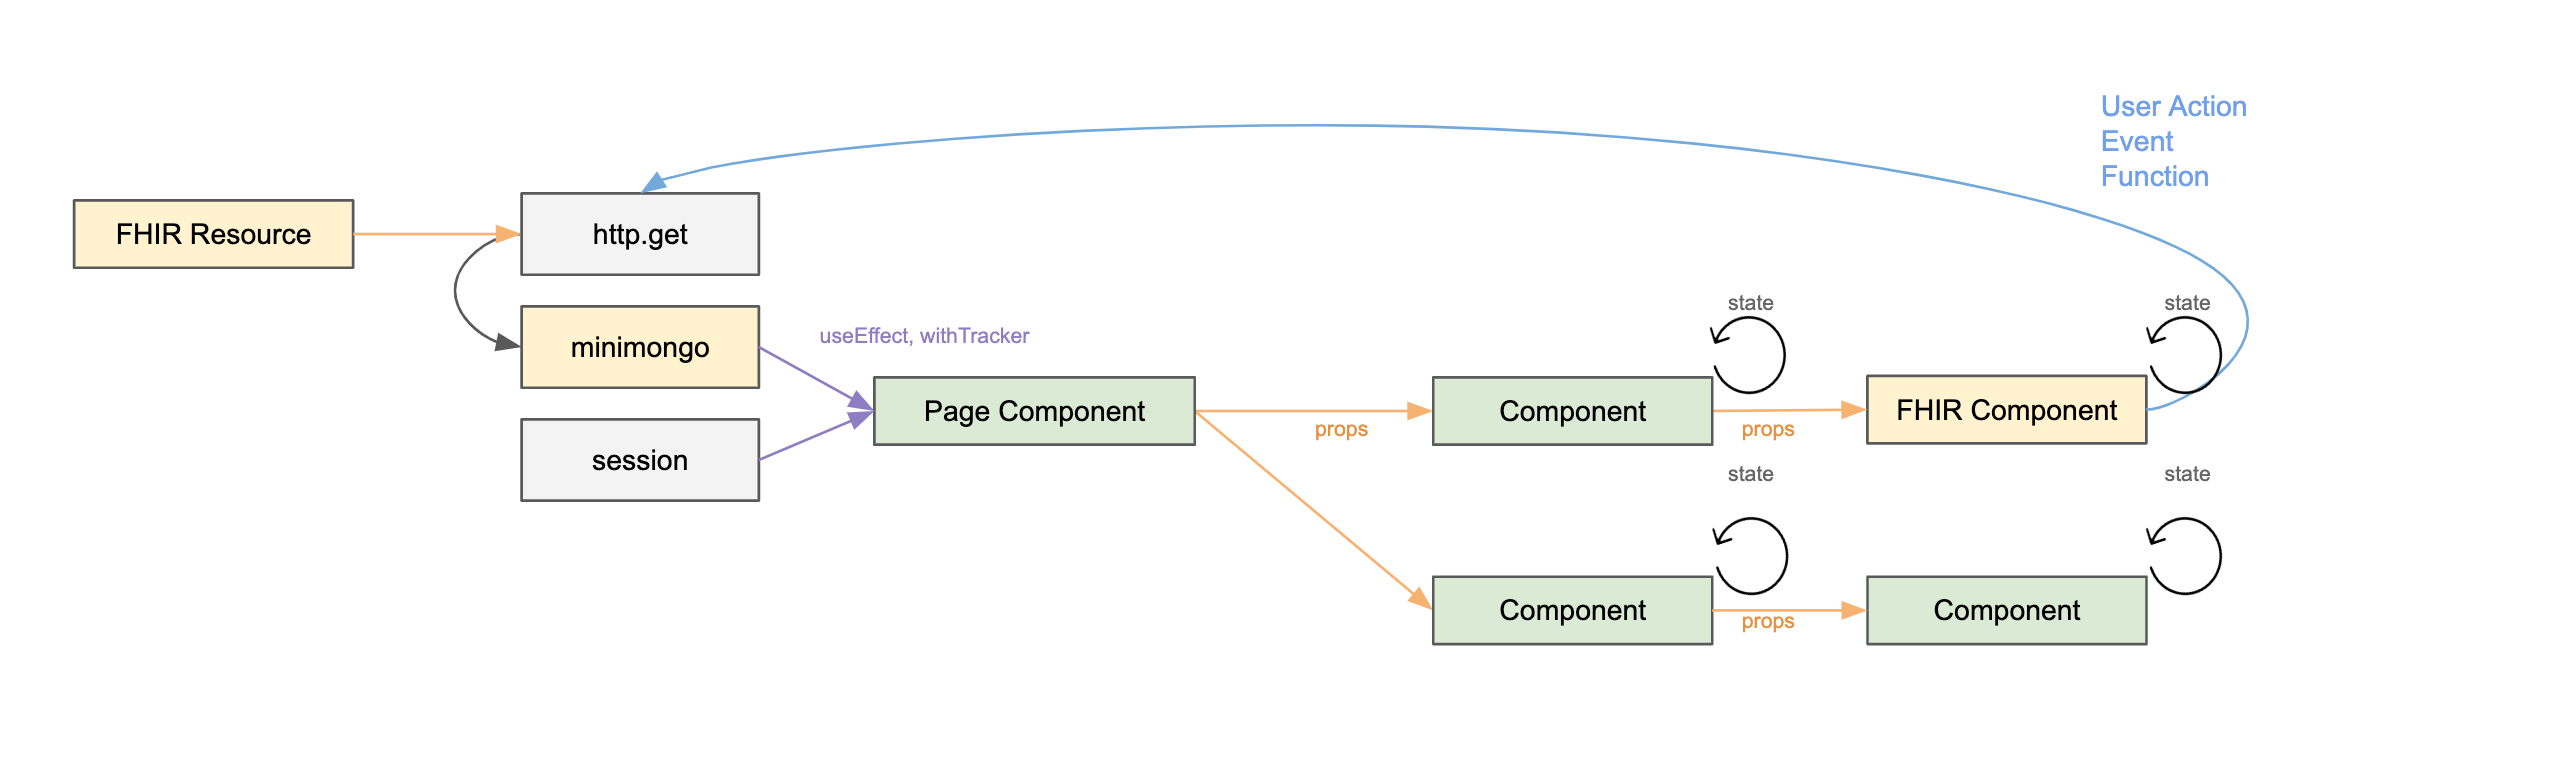 User Action
Event
Function
FHIR Resource
http.get
minimongo
session
useEffect, withTracker
Page Component
props
Component
state
props
FHIR Component
state
Component
state
props
Component
state